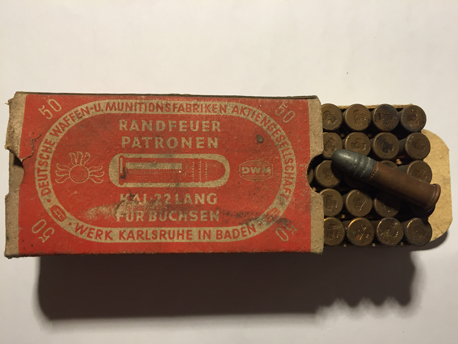 50
50
DEUTSCHE WAFFEN-U. MUNITIONSFABRIKEN AKTIENGESELLSCHAFT
RANDFEUER
PATRONEN
DWM
KAL. 22 LANG
FÜR BÜCHSEN
WERK KARLSRUHE IN BADEN
50
50